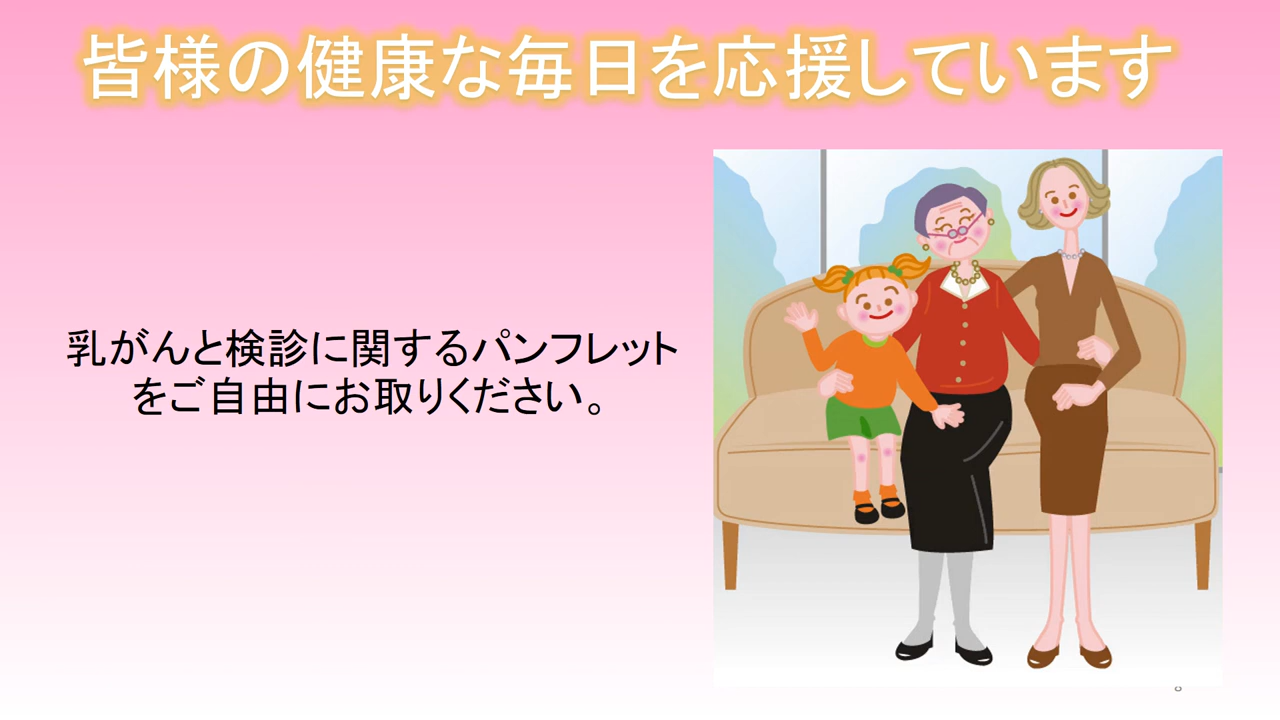 皆様の健康な毎日を応援しています
乳がんと検診に関するパンフレット
をご自由にお取りください。